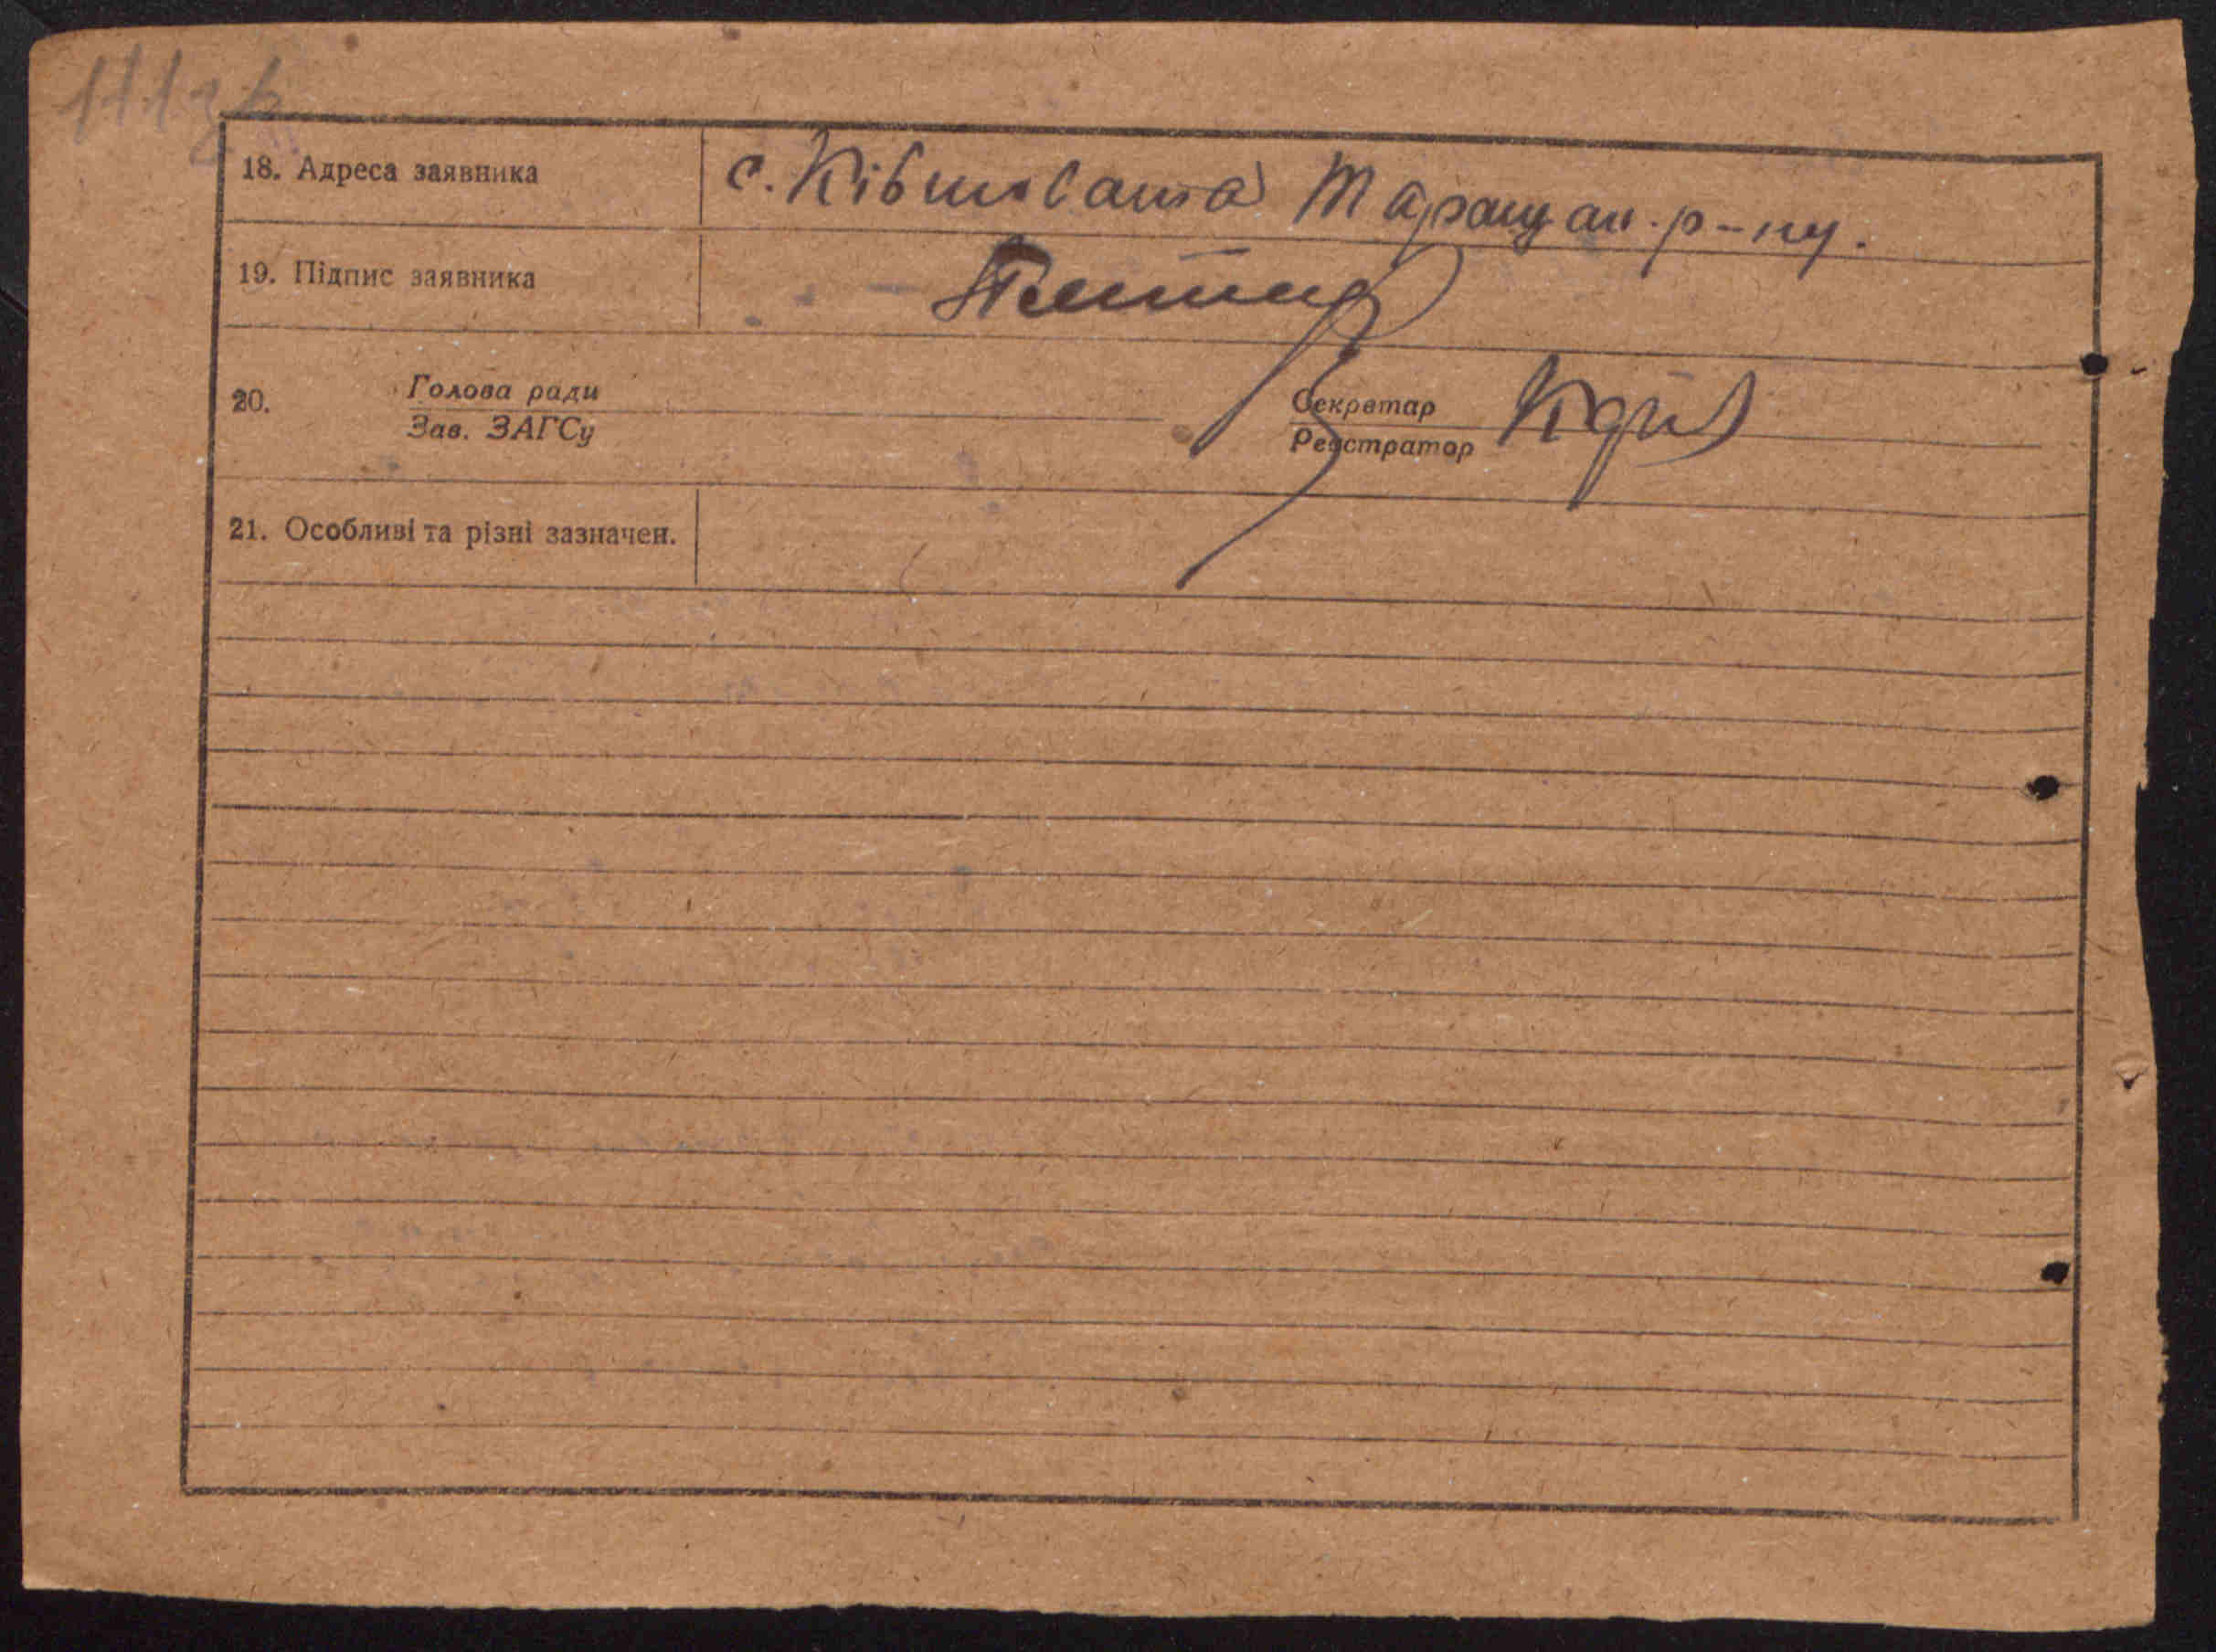 111зв
18. Адреса заявника с. Ківшовата Таращан. р-ну.
19. Підпис заявника
20. Голова ради Секретар
Зав. ЗАГСу Реєстратор
21. Особливі та різні зазначен.